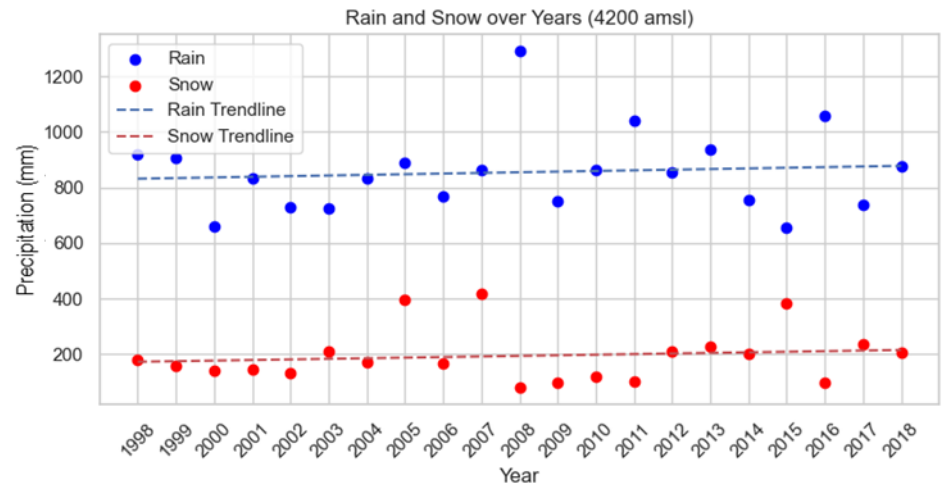 Rain and Snow over Years (4200 amsl)
Rain
Snow
Rain Trendline
Snow Trendline
1200
1000
800
600
400
200
Precipitation (mm)
1998 1999 2000 2001 2002 2003 2004 2005 2006 2007 2008 2009 2010 2011 2012 2013 2014 2015 2016 2017 2018
Year